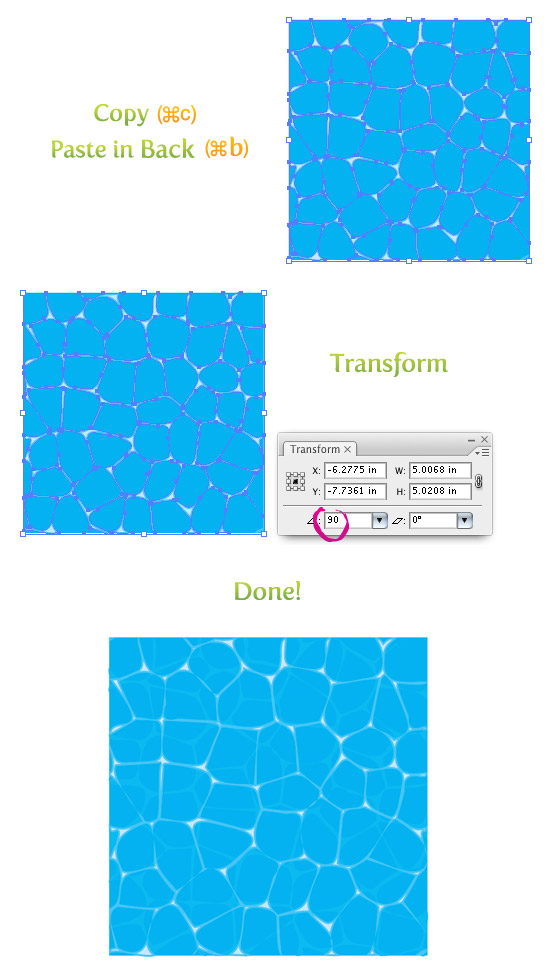 Copy (⌘c)
Paste in Back (⌘b)
Transform
Transform ×
X: -6.2775 in W: 5.0068 in
Y: -7.7361 in H: 5.0208 in
: 90 : 0°
Done!